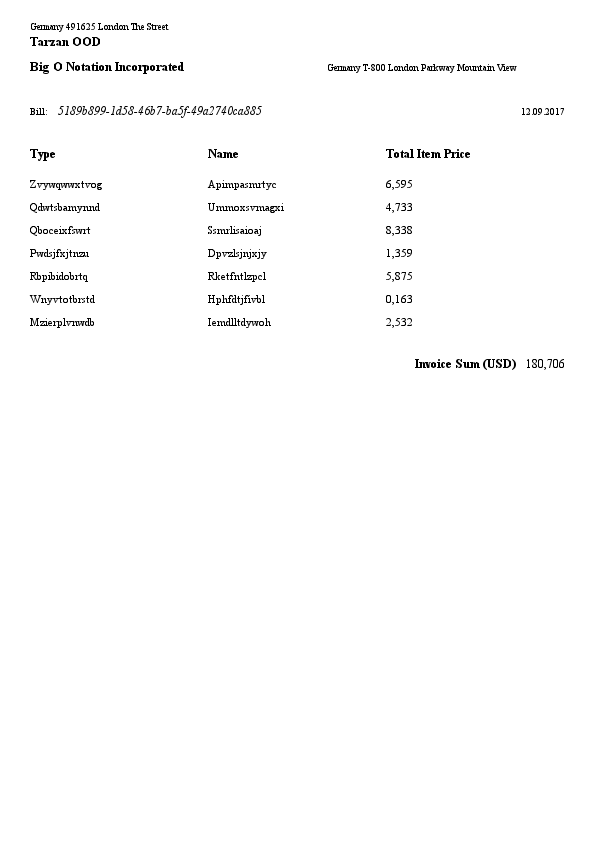 Germany 491625 London The Street
Tarzan OOD
Big O Notation Incorporated Germany T-800 London Parkway Mountain View
Bill: 5189b899-1d58-46b7-ba5f-49a2740ca885 12.09.2017
Type Name Total Item Price
Zvywqwwxtvog Apimpasmrtyc 6,595
Qdwtsbamynnd Ummoxsvmagxi 4,733
Qboceixfswrt Ssmrlisaioaj 8,338
Pwdsjfxjtnzu Dpvzlsjnjxjy 1,359
Rbpibidobrtq Rketfntlzpcl 5,875
Wnyvtotbrstd Hphfdtjfivbl 0,163
Mzierplvnwdb Iemdlltdywoh 2,532
Invoice Sum (USD) 180,706